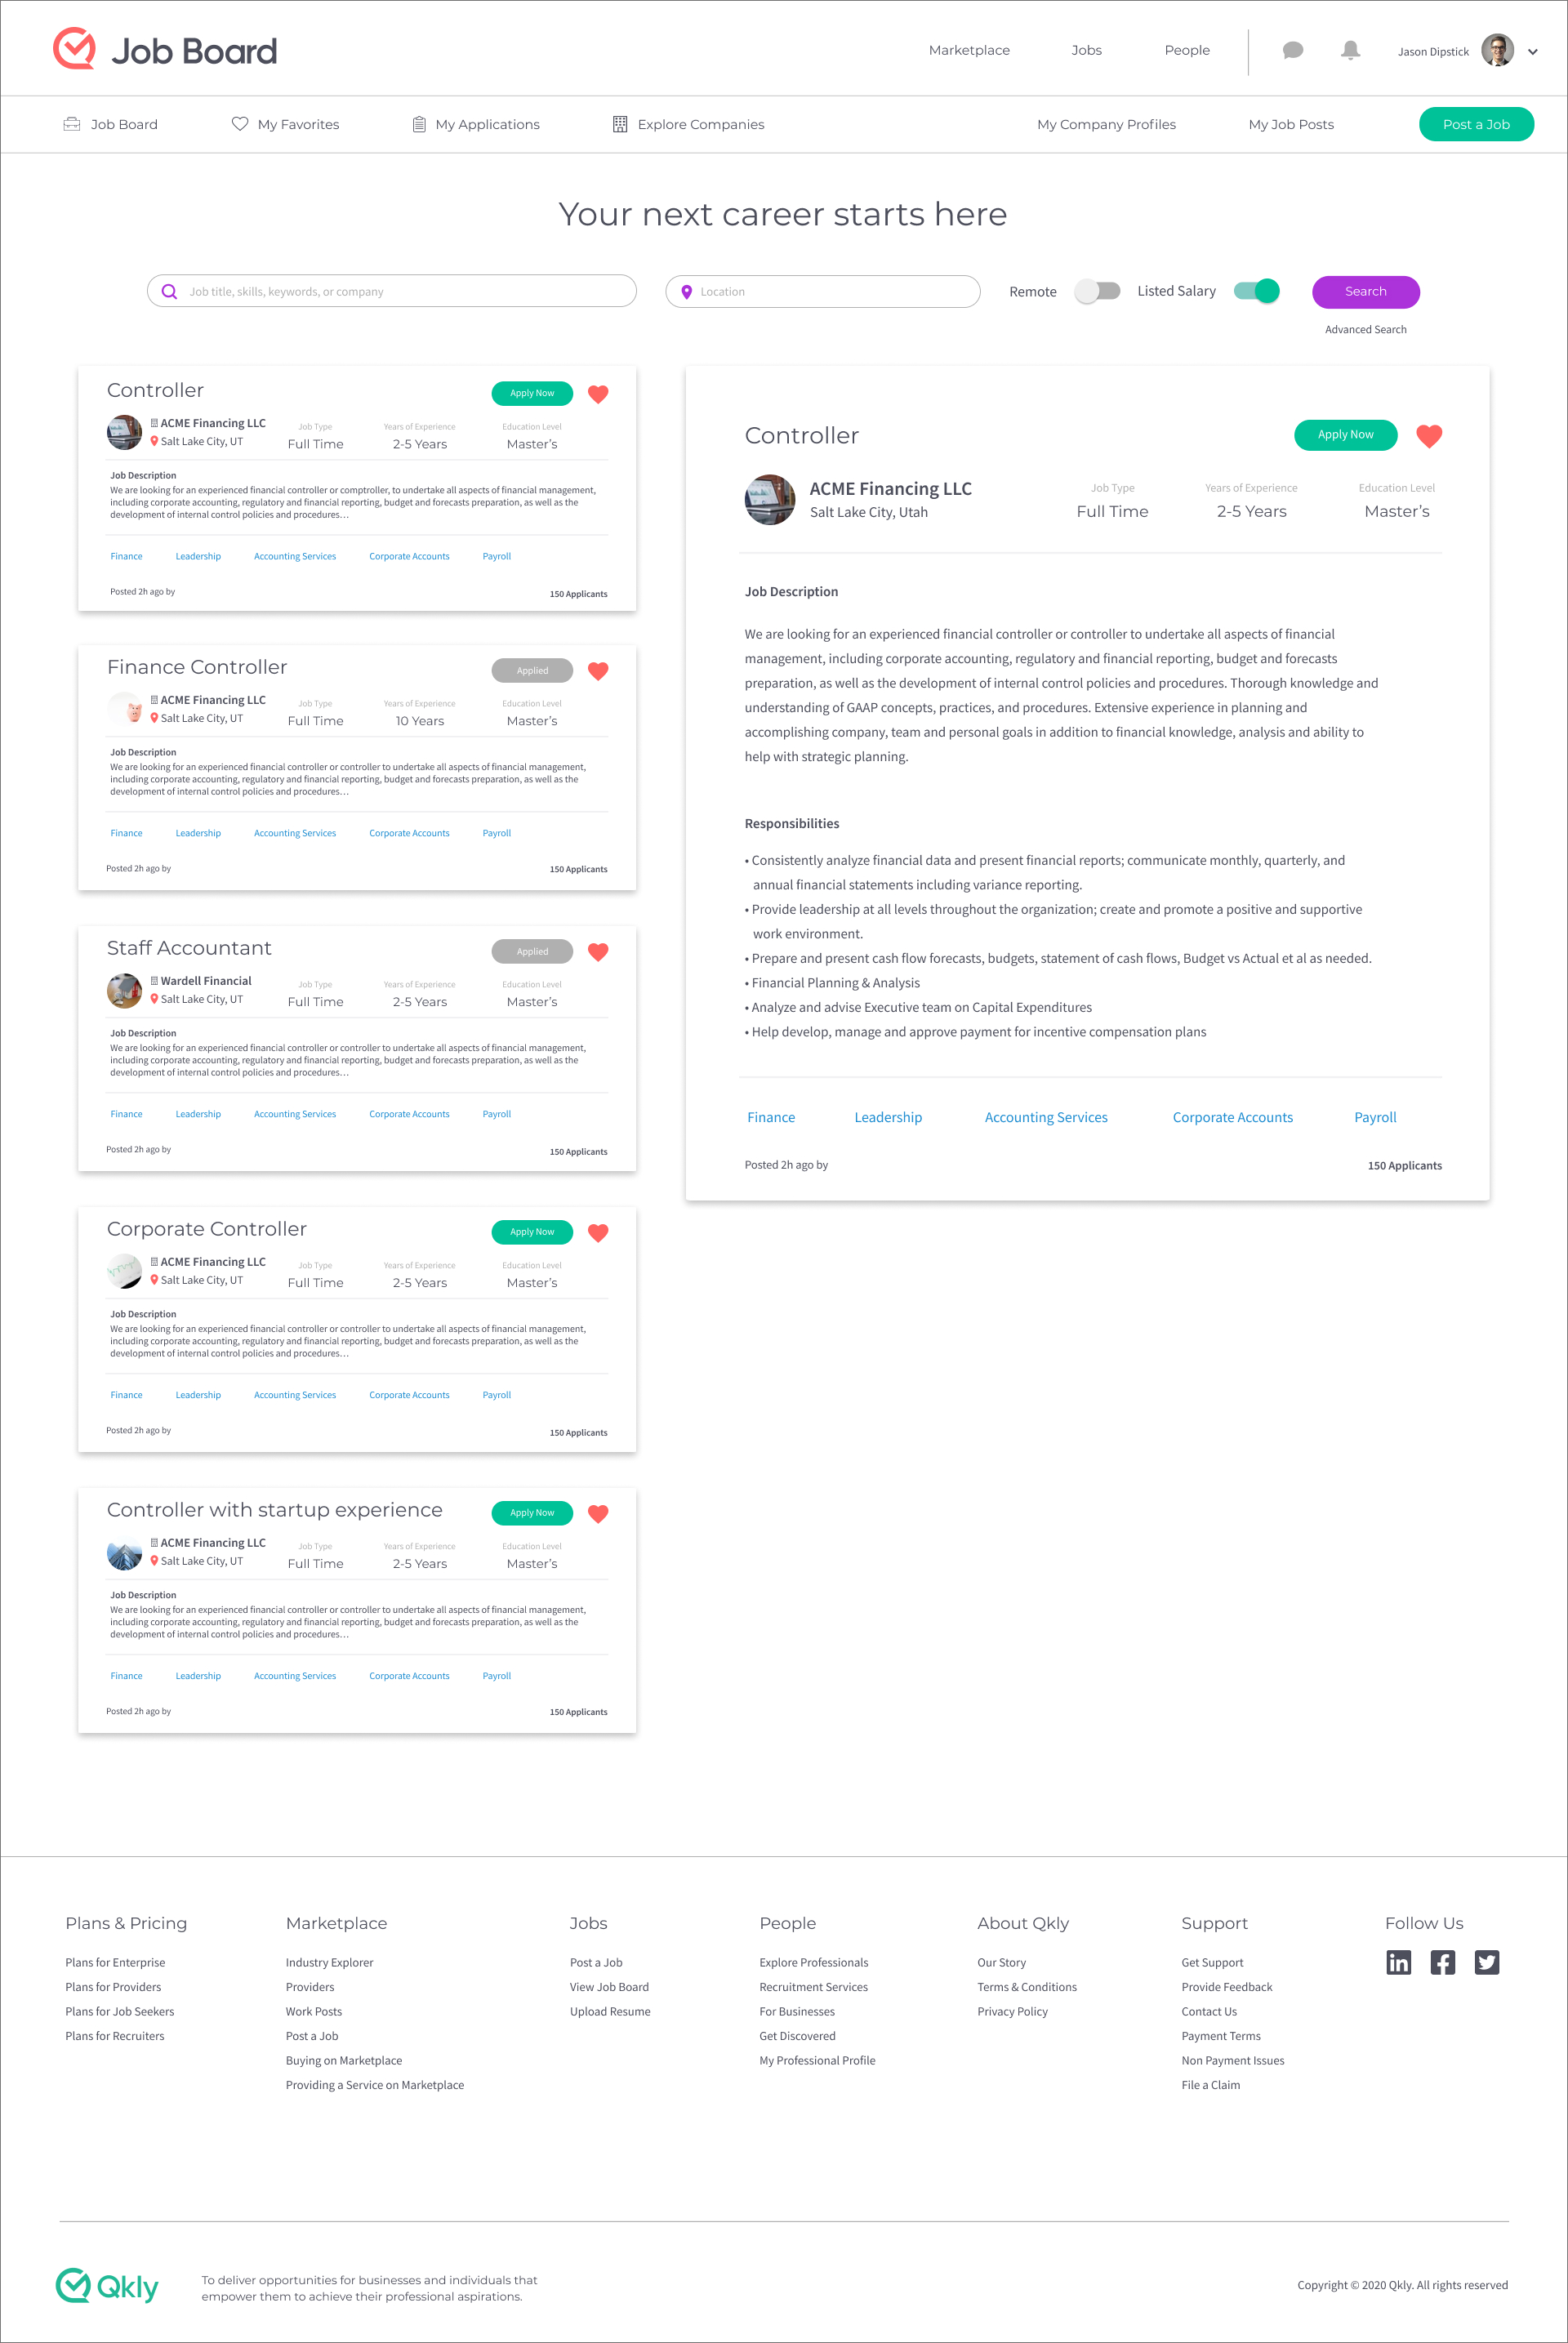 Job Board
Marketplace
Jobs
People
Jason Dipstick
Job Board
My Favorites
My Applications
Explore Companies
My Company Profiles
My Job Posts
Post a Job
Your next career starts here
Job title, skills, keywords, or company
Location
Remote
Listed Salary
Search
Advanced Search
Controller
Apply Now
ACME Financing LLC
Salt Lake City, UT
Job Type
Full Time
Years of Experience
2-5 Years
Education Level
Master's
Job Description
We are looking for an experienced financial controller or comptroller, to undertake all aspects of financial management,
including corporate accounting, regulatory and financial reporting, budget and forecasts preparation, as well as the
development of internal control policies and procedures…
Finance
Leadership
Accounting Services
Corporate Accounts
Payroll
Posted 2h ago by
150 Applicants
Finance Controller
Applied
ACME Financing LLC
Salt Lake City, UT
Job Type
Full Time
Years of Experience
10 Years
Education Level
Master's
Job Description
We are looking for an experienced financial controller or controller to undertake all aspects of financial management,
including corporate accounting, regulatory and financial reporting, budget and forecasts preparation, as well as the
development of internal control policies and procedures…
Finance
Leadership
Accounting Services
Corporate Accounts
Payroll
Posted 2h ago by
150 Applicants
Staff Accountant
Applied
Wardell Financial
Salt Lake City, UT
Job Type
Full Time
Years of Experience
2-5 Years
Education Level
Master's
Job Description
We are looking for an experienced financial controller or controller to undertake all aspects of financial management,
including corporate accounting, regulatory and financial reporting, budget and forecasts preparation, as well as the
development of internal control policies and procedures…
Finance
Leadership
Accounting Services
Corporate Accounts
Payroll
Posted 2h ago by
150 Applicants
Corporate Controller
Apply Now
ACME Financing LLC
Salt Lake City, UT
Job Type
Full Time
Years of Experience
2-5 Years
Education Level
Master's
Job Description
We are looking for an experienced financial controller or controller to undertake all aspects of financial management,
including corporate accounting, regulatory and financial reporting, budget and forecasts preparation, as well as the
development of internal control policies and procedures…
Finance
Leadership
Accounting Services
Corporate Accounts
Payroll
Posted 2h ago by
150 Applicants
Controller with startup experience
Apply Now
ACME Financing LLC
Salt Lake City, UT
Job Type
Full Time
Years of Experience
2-5 Years
Education Level
Master's
Job Description
We are looking for an experienced financial controller or controller to undertake all aspects of financial management,
including corporate accounting, regulatory and financial reporting, budget and forecasts preparation, as well as the
development of internal control policies and procedures…
Finance
Leadership
Accounting Services
Corporate Accounts
Payroll
Posted 2h ago by
150 Applicants
Controller
Apply Now
ACME Financing LLC
Salt Lake City, Utah
Job Type
Full Time
Years of Experience
2-5 Years
Education Level
Master's
Job Description
We are looking for an experienced financial controller or controller to undertake all aspects of financial
management, including corporate accounting, regulatory and financial reporting, budget and forecasts
preparation, as well as the development of internal control policies and procedures. Thorough knowledge and
understanding of GAAP concepts, practices, and procedures. Extensive experience in planning and
accomplishing company, team and personal goals in addition to financial knowledge, analysis and ability to
help with strategic planning.
Responsibilities
• Consistently analyze financial data and present financial reports; communicate monthly, quarterly, and
annual financial statements including variance reporting.
• Provide leadership at all levels throughout the organization; create and promote a positive and supportive
work environment.
• Prepare and present cash flow forecasts, budgets, statement of cash flows, Budget vs Actual et al as needed.
• Financial Planning & Analysis
• Analyze and advise Executive team on Capital Expenditures
• Help develop, manage and approve payment for incentive compensation plans
Finance
Leadership
Accounting Services
Corporate Accounts
Payroll
Posted 2h ago by
150 Applicants
Plans & Pricing
Plans for Enterprise
Plans for Providers
Plans for Job Seekers
Plans for Recruiters
Marketplace
Industry Explorer
Providers
Work Posts
Post a Job
Buying on Marketplace
Providing a Service on Marketplace
Jobs
Post a Job
View Job Board
Upload Resume
People
Explore Professionals
Recruitment Services
For Businesses
Get Discovered
My Professional Profile
About Qkly
Our Story
Terms & Conditions
Privacy Policy
Support
Get Support
Provide Feedback
Contact Us
Payment Terms
Non Payment Issues
File a Claim
Follow Us
Qkly
To deliver opportunities for businesses and individuals that
empower them to achieve their professional aspirations.
Copyright © 2020 Qkly. All rights reserved